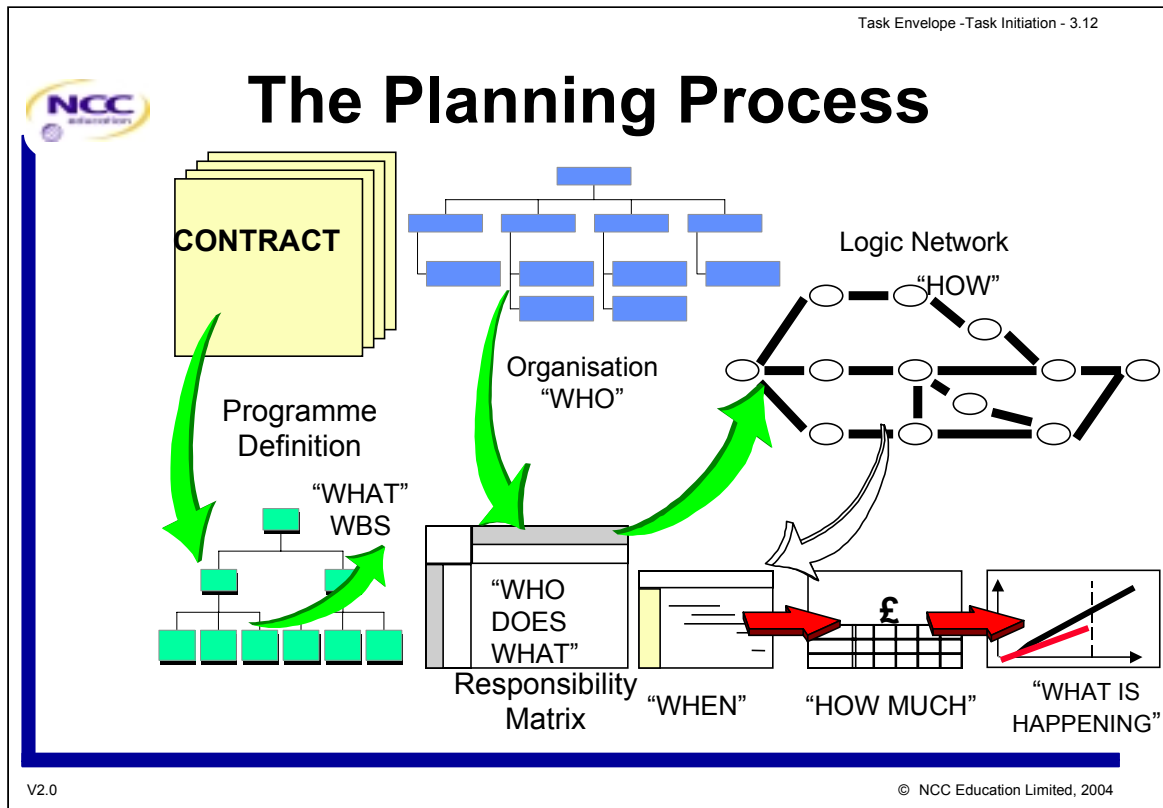 Task Envelope -Task Initiation - 3.12
NCC
education
The Planning Process
CONTRACT
Logic Network
“HOW”
Organisation
“WHO”
Programme
Definition
“WHAT”
WBS
“WHO
DOES
WHAT”
£
Responsibility
Matrix
“WHEN”
“HOW MUCH”
“WHAT IS
HAPPENING”
V2.0
© NCC Education Limited, 2004